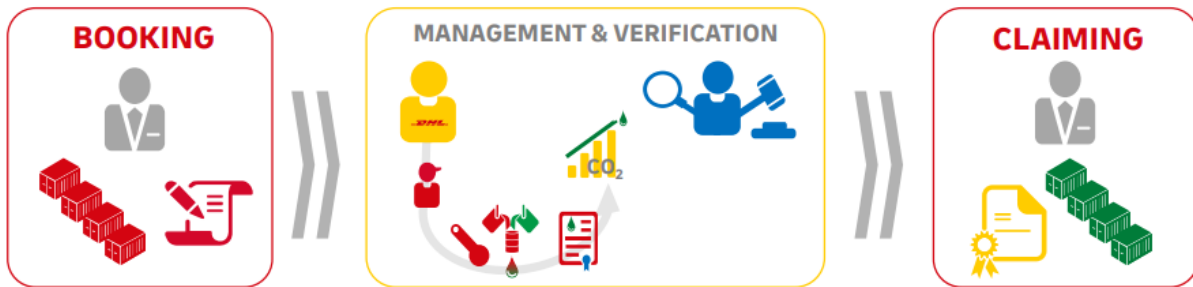 BOOKING
MANAGEMENT & VERIFICATION
DHL
CO₂
CLAIMING